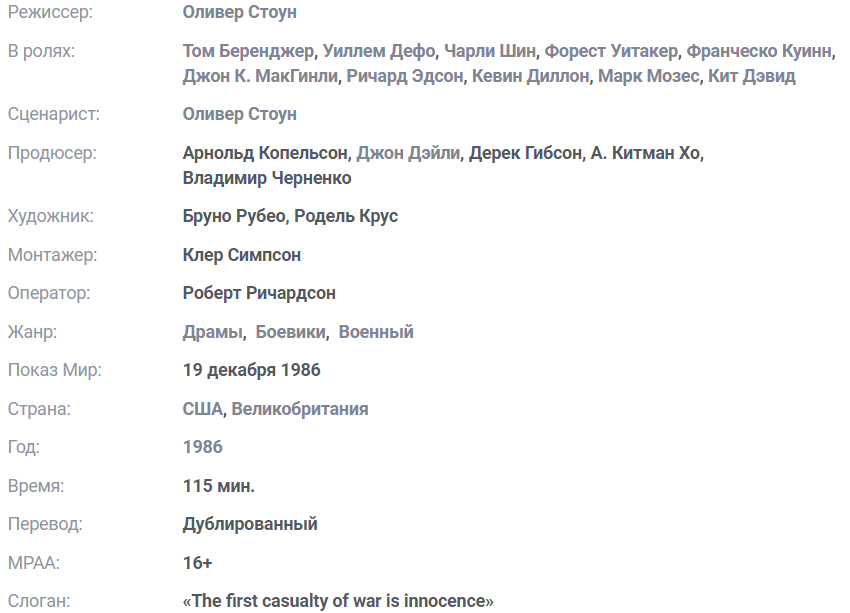 Режиссер: Оливер Стоун
В ролях: Том Беренджер, Уиллем Дефо, Чарли Шин, Форест Уитакер, Франческо Куинн,
Джон К. МакГинли, Ричард Эдсон, Кевин Диллон, Марк Мозес, Кит Дэвид
Сценарист: Оливер Стоун
Продюсер: Арнольд Копельсон, Джон Дэйли, Дерек Гибсон, А. Китман Хо,
Владимир Черненко
Художник: Бруно Рубео, Родель Крус
Монтажер: Клер Симпсон
Оператор: Роберт Ричардсон
Жанр: Драмы, Боевики, Военный
Показ Мир: 19 декабря 1986
Страна: США, Великобритания
Год: 1986
Время: 115 мин.
Перевод: Дублированный
MPAA: 16+
Слоган: «The first casualty of war is innocence»